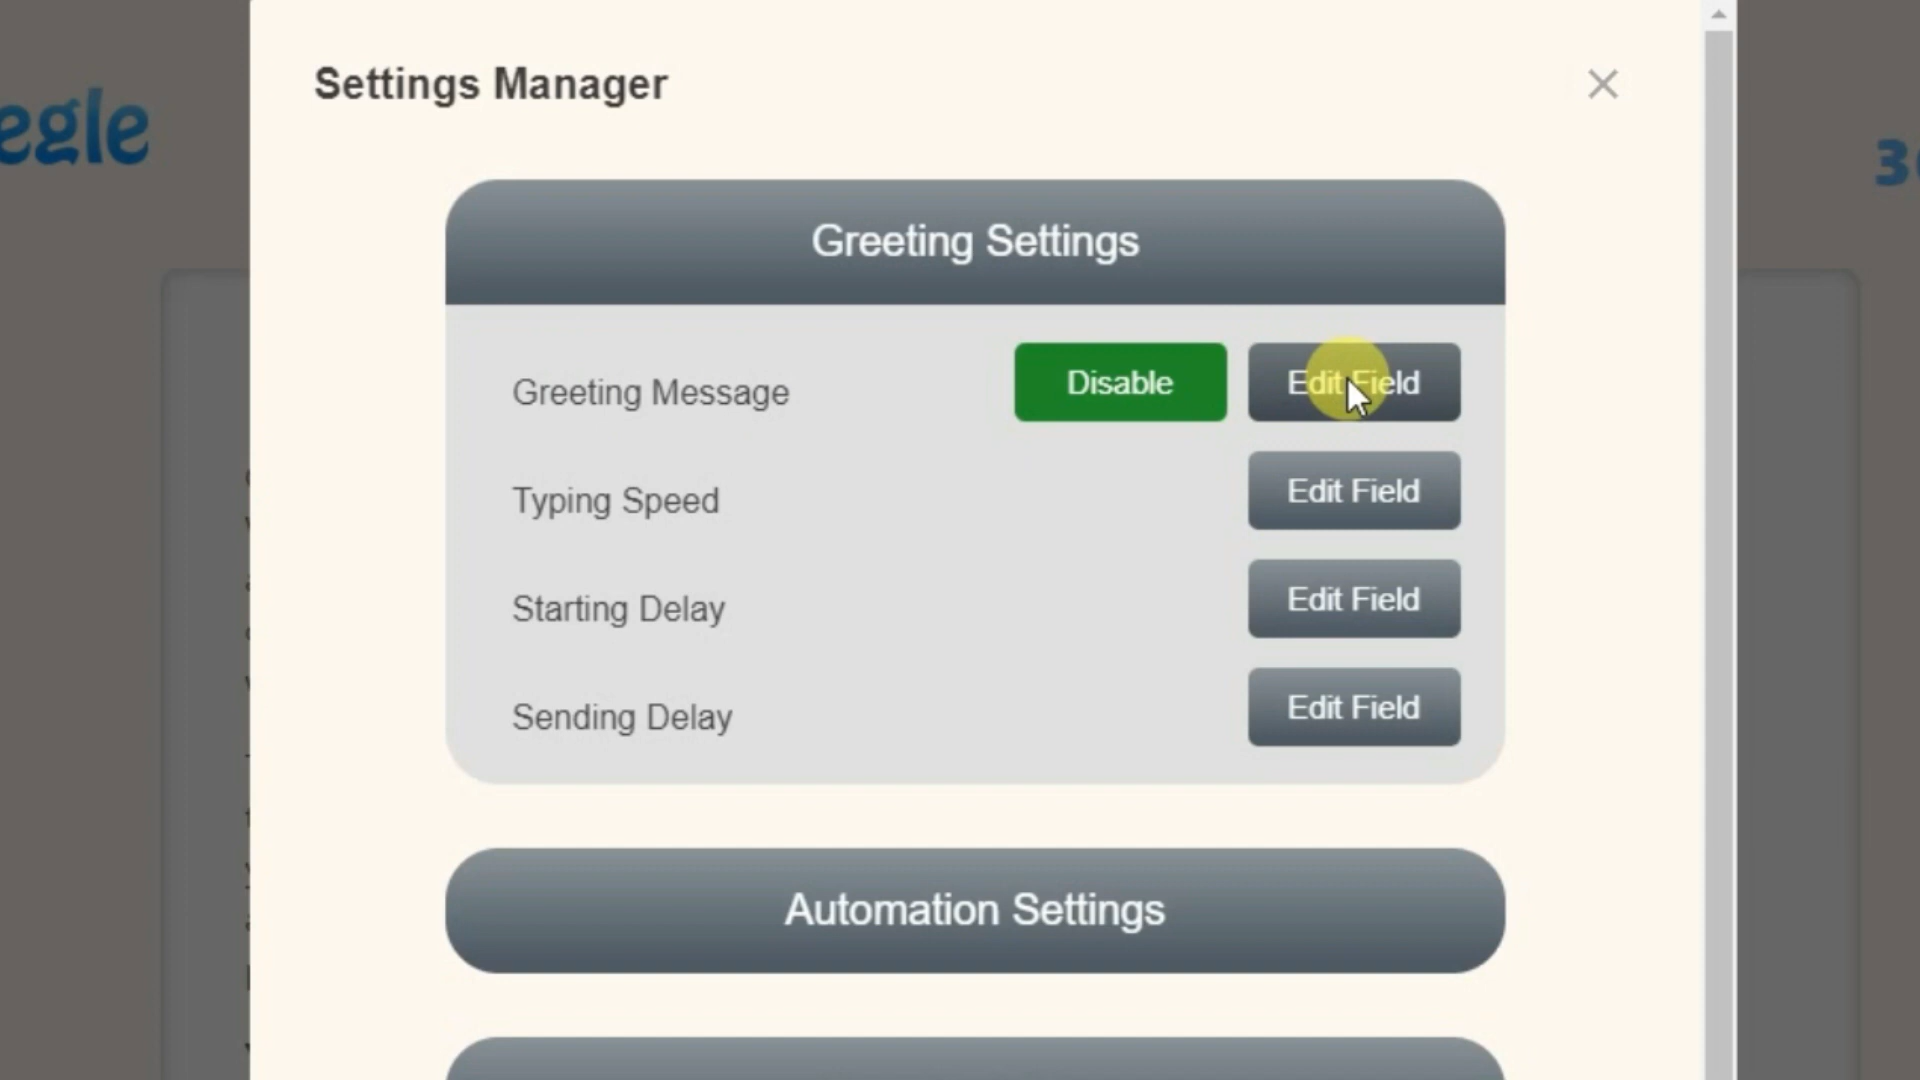 egle
Settings Manager
Greeting Settings
Greeting Message
Disable
Edit Field
Typing Speed
Edit Field
Starting Delay
Edit Field
Sending Delay
Edit Field
Automation Settings